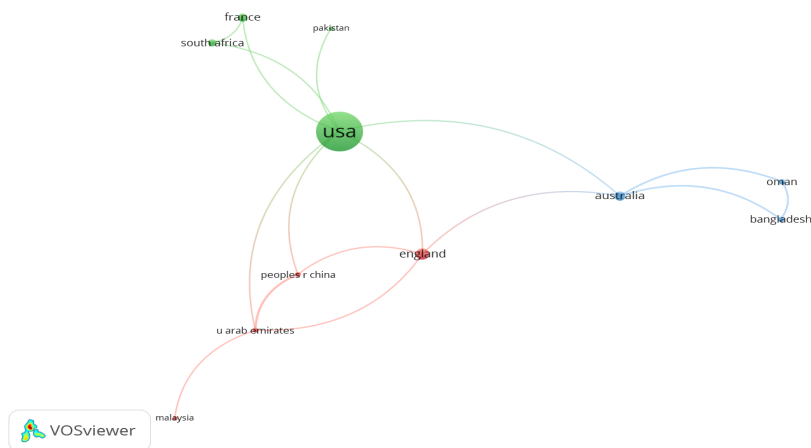 france
south africa
pakistan
usa
oman
australia
bangladesh
england
peoples r china
u arab emirates
malaysia
VOSviewer